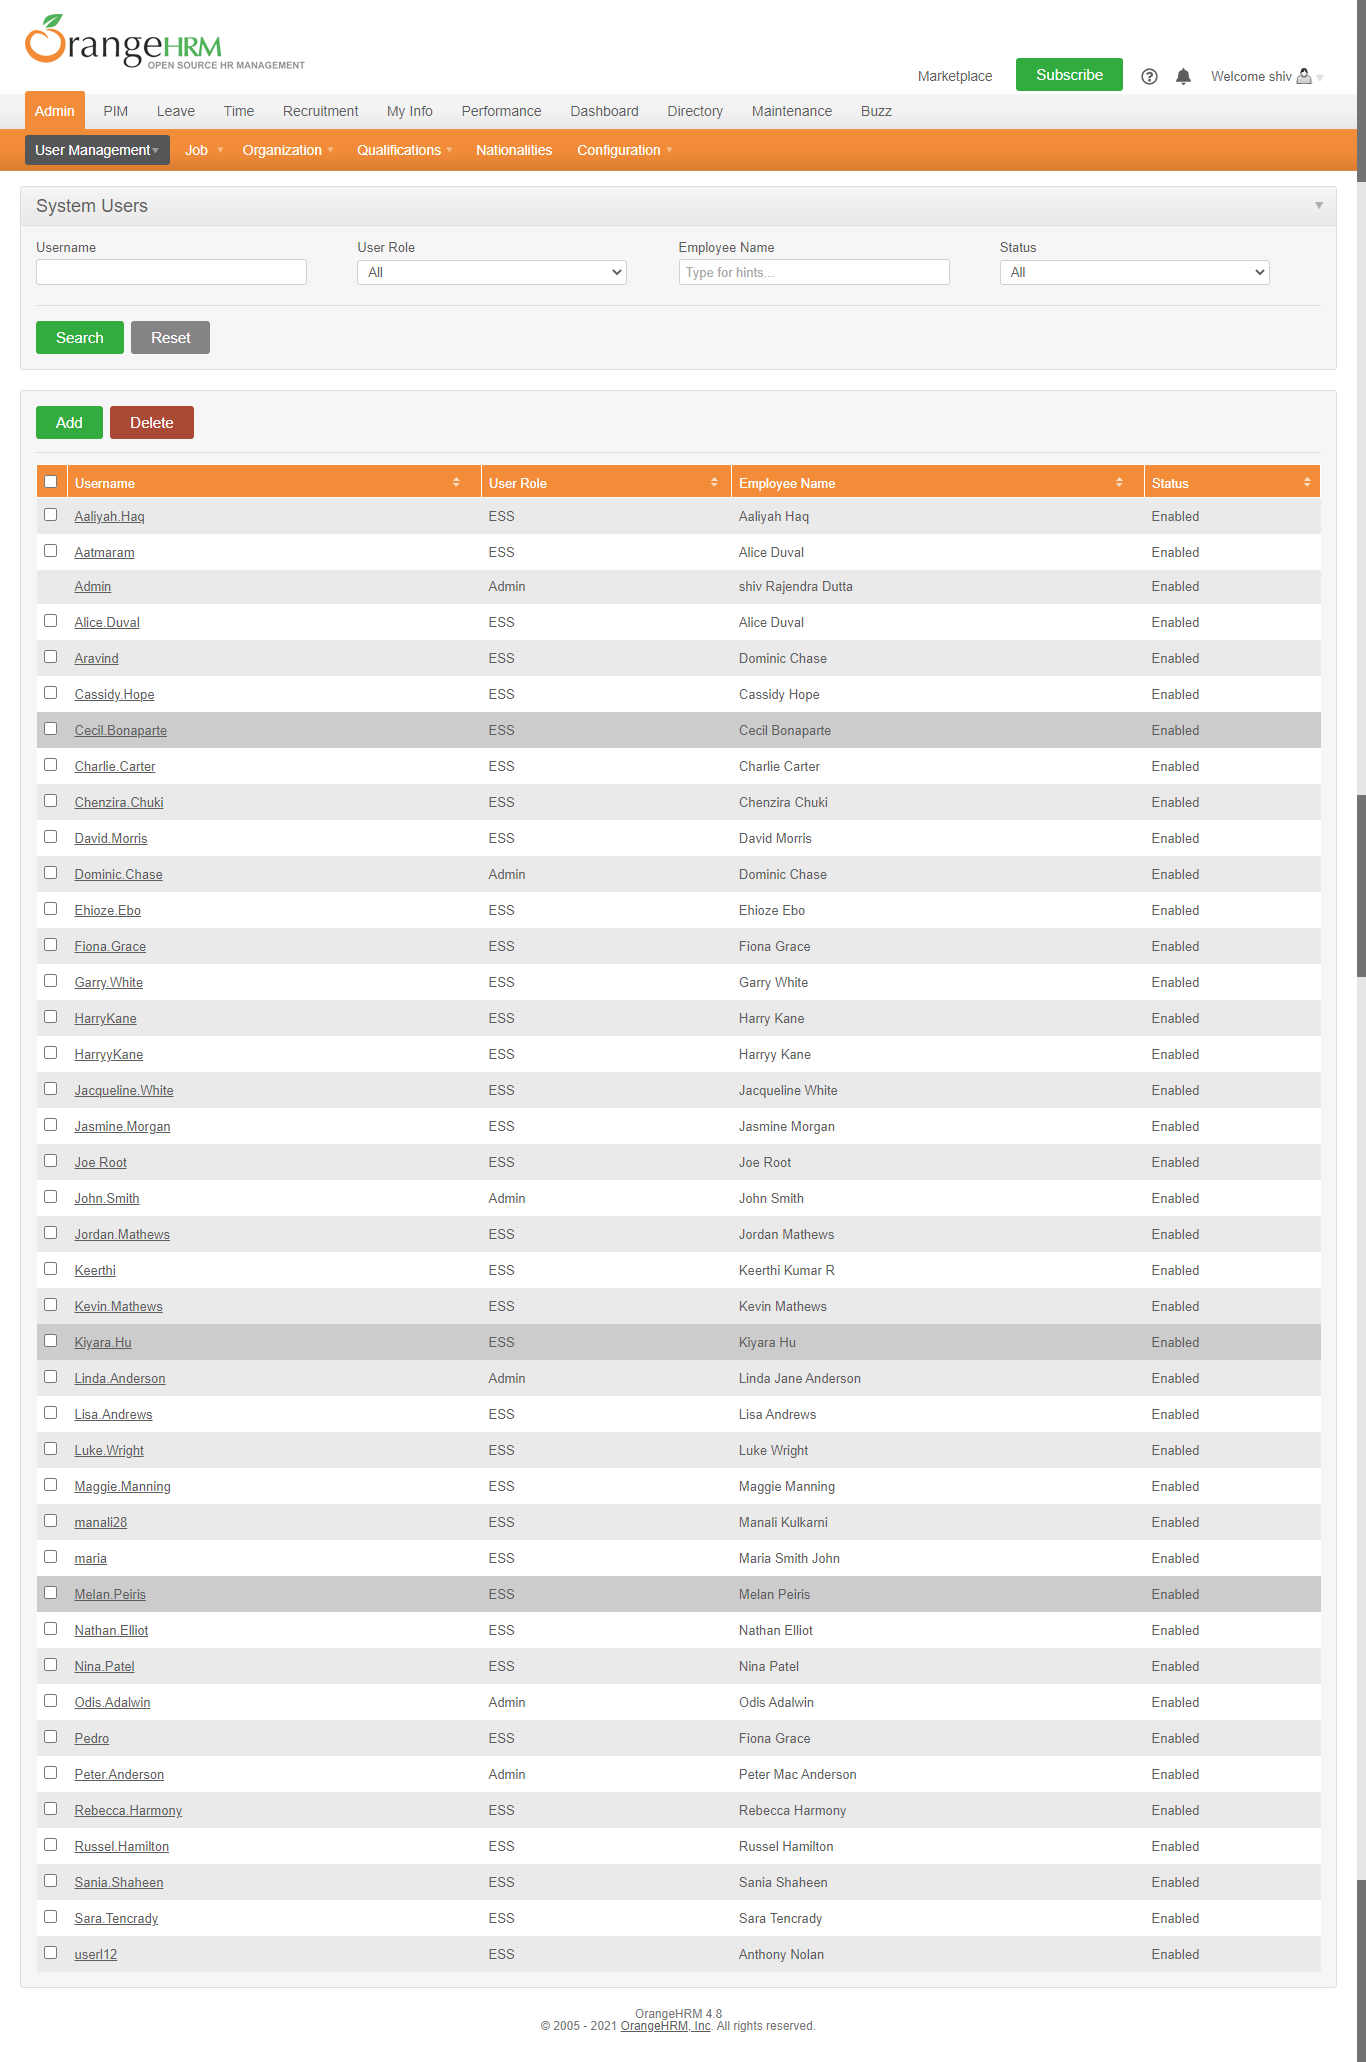 OrangeHRM
OPEN SOURCE HR MANAGEMENT
Marketplace Subscribe Welcome shiv
Admin PIM Leave Time Recruitment My Info Performance Dashboard Directory Maintenance Buzz
User Management Job Organization Qualifications Nationalities Configuration
System Users
Username User Role Employee Name Status
All Type for hints... All
Search Reset
Add Delete
Username User Role Employee Name Status
Aaliyah.Haq ESS Aaliyah Haq Enabled
Aatmaram ESS Alice Duval Enabled
Admin Admin shiv Rajendra Dutta Enabled
Alice.Duval ESS Alice Duval Enabled
Aravind ESS Dominic Chase Enabled
Cassidy.Hope ESS Cassidy Hope Enabled
Cecil.Bonaparte ESS Cecil Bonaparte Enabled
Charlie.Carter ESS Charlie Carter Enabled
Chenzira.Chuki ESS Chenzira Chuki Enabled
David.Morris ESS David Morris Enabled
Dominic.Chase Admin Dominic Chase Enabled
Ehioze.Ebo ESS Ehioze Ebo Enabled
Fiona.Grace ESS Fiona Grace Enabled
Garry.White ESS Garry White Enabled
HarryKane ESS Harry Kane Enabled
HarryyKane ESS Harryy Kane Enabled
Jacqueline.White ESS Jacqueline White Enabled
Jasmine.Morgan ESS Jasmine Morgan Enabled
Joe Root ESS Joe Root Enabled
John.Smith Admin John Smith Enabled
Jordan.Mathews ESS Jordan Mathews Enabled
Keerthi ESS Keerthi Kumar R Enabled
Kevin.Mathews ESS Kevin Mathews Enabled
Kiyara.Hu ESS Kiyara Hu Enabled
Linda.Anderson Admin Linda Jane Anderson Enabled
Lisa.Andrews ESS Lisa Andrews Enabled
Luke.Wright ESS Luke Wright Enabled
Maggie.Manning ESS Maggie Manning Enabled
manali28 ESS Manali Kulkarni Enabled
maria ESS Maria Smith John Enabled
Melan.Peiris ESS Melan Peiris Enabled
Nathan.Elliot ESS Nathan Elliot Enabled
Nina.Patel ESS Nina Patel Enabled
Odis.Adalwin Admin Odis Adalwin Enabled
Pedro ESS Fiona Grace Enabled
Peter.Anderson Admin Peter Mac Anderson Enabled
Rebecca.Harmony ESS Rebecca Harmony Enabled
Russel.Hamilton ESS Russel Hamilton Enabled
Sania.Shaheen ESS Sania Shaheen Enabled
Sara.Tencrady ESS Sara Tencrady Enabled
userl12 ESS Anthony Nolan Enabled
OrangeHRM 4.8
© 2005 - 2021 OrangeHRM, Inc. All rights reserved.